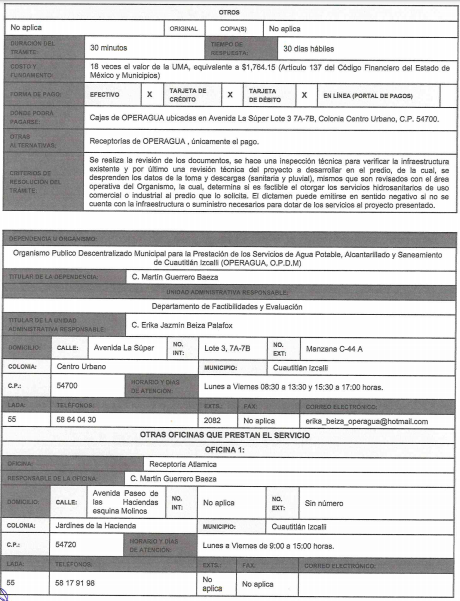 OTROS
No aplica ORIGINAL COPIA(S) No aplica
DURACIÓN DEL TRÁMITE: 30 minutos TIEMPO DE RESPUESTA: 30 días hábiles
COSTO Y FUNDAMENTO: 18 veces el valor de la UMA, equivalente a $1,764.15 (Artículo 137 del Código Financiero del Estado de
México y Municipios)
FORMA DE PAGO: EFECTIVO X TARJETA DE CRÉDITO X TARJETA DE DÉBITO X EN LÍNEA (PORTAL DE PAGOS)
DÓNDE PODRÁ PAGARSE: Cajas de OPERAGUA ubicadas en Avenida La Súper Lote 3 7A-7B, Colonia Centro Urbano, C.P. 54700.
OTRAS ALTERNATIVAS: Receptorias de OPERAGUA , únicamente el pago.
CRITERIOS DE RESOLUCIÓN DEL TRÁMITE:
Se realiza la revisión de los documentos, se hace una inspección técnica para verificar la infraestructura
existente y por último una revisión técnica del proyecto a desarrollar en el predio, de la cual, se
desprenden los datos de la toma y descargas (sanitaria y pluvial), mismos que son revisados con el área
operativa del Organismo, la cual, determina si es factible el otorgar los servicios hidrosanitarios de uso
comercial o industrial al predio que lo solicita. El dictamen puede emitirse en sentido negativo si no se
cuenta con la infraestructura o suministro necesarios para dotar de los servicios al proyecto presentado.
DEPENDENCIA U ORGANISMO:
Organismo Publico Descentralizado Municipal para la Prestación de los Servicios de Agua Potable, Alcantarillado y Saneamiento
de Cuautitlán Izcalli (OPERAGUA, O.P.D.M)
TITULAR DE LA DEPENDENCIA C. Martín Guerrero Baeza
UNIDAD ADMINISTRATIVA RESPONSABLE:
Departamento de Factibilidades y Evaluación
TITULAR DE LA UNIDAD ADMINISTRATIVA RESPONSABLE: C. Erika Jazmin Beiza Palafox
DOMICILIO: CALLE: Avenida La Súper NO. INT: Lote 3, 7A-7B NO. EXT: Manzana C-44 A
COLONIA: Centro Urbano MUNICIPIO: Cuautitlán Izcalli
C.P.: 54700 HORARIO Y DIAS DE ATENCIÓN: Lunes a Viernes 08:30 a 13:30 y 15:30 a 17:00 horas.
LADA: TELÉFONOS: EXTS.: FAX: CORREO ELECTRÓNICO:
55 58 64 04 30 2082 No aplica erika_beiza_operagua@hotmail.com
OTRAS OFICINAS QUE PRESTAN EL SERVICIO
OFICINA 1:
OFICINA: Receptoria Atlamica
RESPONSABLE DE LA OFICINA: C. Martín Guerrero Baeza
DOMICILIO: CALLE: Avenida Paseo de las Haciendas esquina Molinos NO. INT: No aplica NO. EXT: Sin número
COLONIA: Jardines de la Hacienda MUNICIPIO: Cuautitlán Izcalli
C.P.: 54720 HORARIO Y DIAS DE ATENCIÓN: Lunes a Viernes de 9:00 a 15:00 horas.
LADA: TELÉFONOS: EXTS.: FAX: CORREO ELECTRÓNICO:
55 58 17 91 98 No aplica No aplica